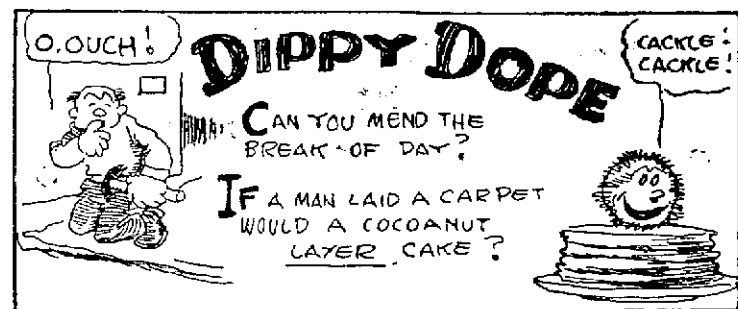 O.OUCH!
DIPPY DOPE
CACKLE!
CACKLE!
CAN YOU MEND THE
BREAK-OF DAY?
IF A MAN LAID A CARPET
WOULD A COCOANUT
LAYER CAKE?